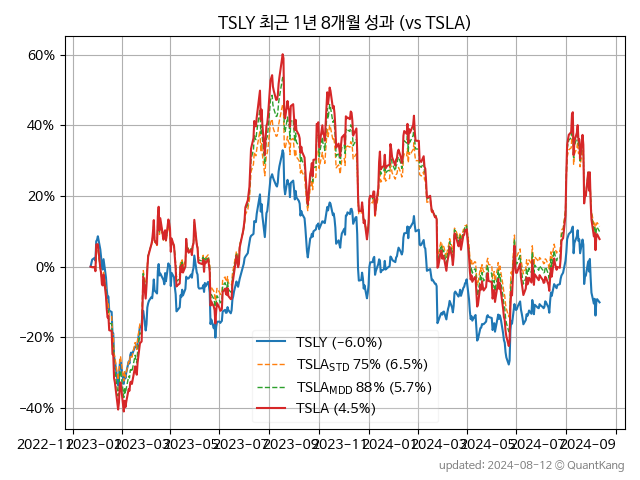 TSLY 최근 1년 8개월 성과 (vs TSLA)
60%
40%
20%
0%
−20%
−40%
TSLY (−6.0%)
TSLA_STD 75% (6.5%)
TSLA_MDD 88% (5.7%)
TSLA (4.5%)
2022−11 2023−01 2023−03 2023−05 2023−07 2023−09 2023−11 2024−01 2024−03 2024−05 2024−07 2024−09
updated: 2024-08-12 © QuantKang